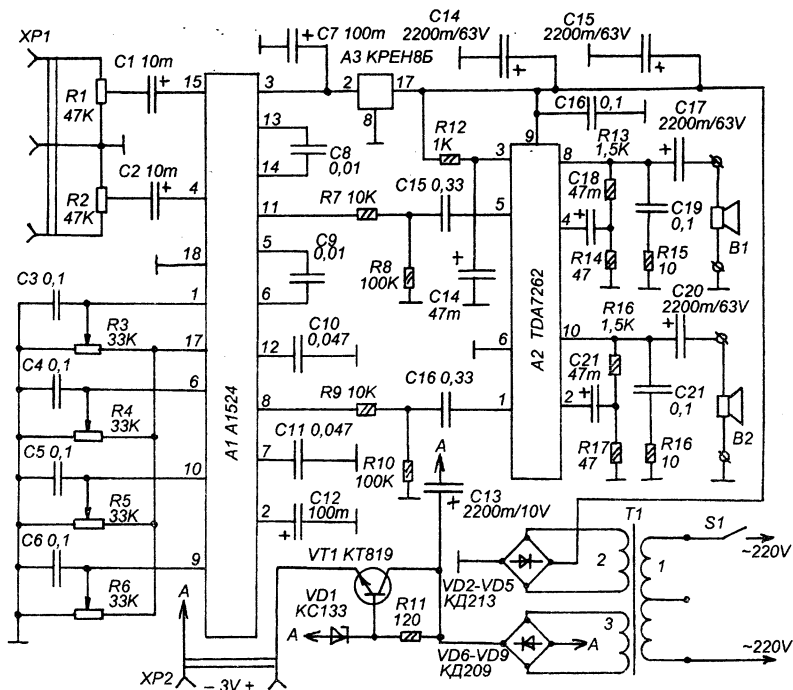 XP1
C1 10m
R1
47K
C2 10m
R2
47K
15
4
18
1
17
6
10
9
C3 0,1
R3
33K
C4 0,1
R4
33K
C5 0,1
R5
33K
C6 0,1
R6
33K
A1 A1524
3
13
14
11
5
6
12
8
7
2
C7 100m
A3 КРЕН8Б
2
17
8
C8
0,01
R7 10K
C9
0,01
R8
100K
C10
0,047
R9 10K
C11 0,047
R10
100K
C12
100m
C14
2200m/63V
C15
2200m/63V
C16
0,1
R12
1K
C15 0,33
C14
47m
C16 0,33
A2 TDA7262
9
3
5
6
1
8
4
10
2
R13
1,5K
C17
2200m/63V
C18
47m
C19
0,1
R14
47
R15
10
B1
R16
1,5K
C20
2200m/63V
C21
47m
C21
0,1
R17
47
R16
10
B2
A
C13
2200m/10V
VT1 KT819
VD1
KC133
R11
120
A
A
XP2
– 3V +
VD2-VD5
КД213
VD6-VD9
КД209
A
T1
2
1
3
S1
~220V
~220V